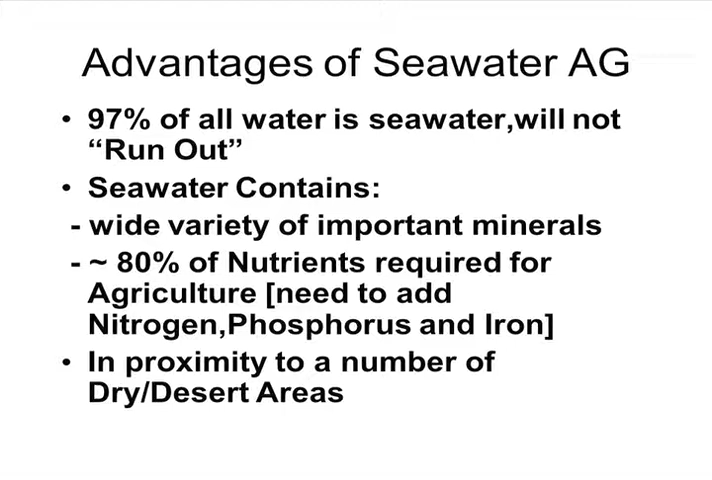 Advantages of Seawater AG
• 97% of all water is seawater,will not
“Run Out”
• Seawater Contains:
- wide variety of important minerals
- ~ 80% of Nutrients required for
Agriculture [need to add
Nitrogen,Phosphorus and Iron]
• In proximity to a number of
Dry/Desert Areas